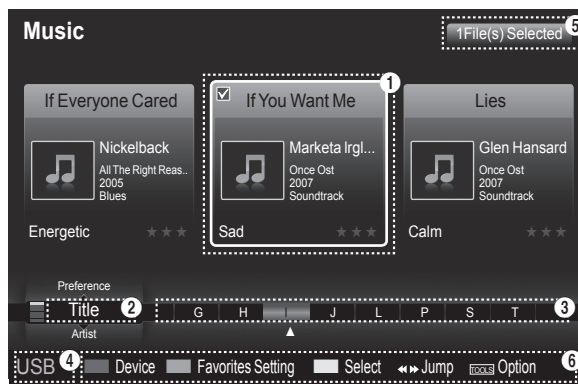 Music
1File(s) Selected
5
1
If Everyone Cared
If You Want Me
Lies
Nickelback
All The Right Reas..
2005
Blues
Marketa Irgl...
Once Ost
2007
Soundtrack
Glen Hansard
Once Ost
2007
Soundtrack
Energetic
Sad
Calm
Preference
Title 2 G H I J L P S T 3
Artist
USB 4 Device Favorites Setting Select Jump TOOLS Option 6